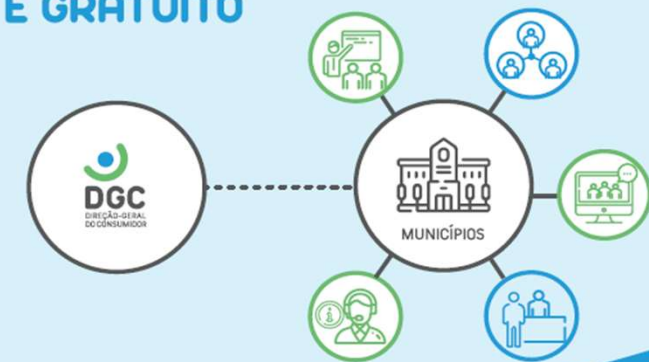 E GRATUITO
DGC
DIREÇÃO-GERAL
DO CONSUMIDOR
MUNICÍPIOS
i